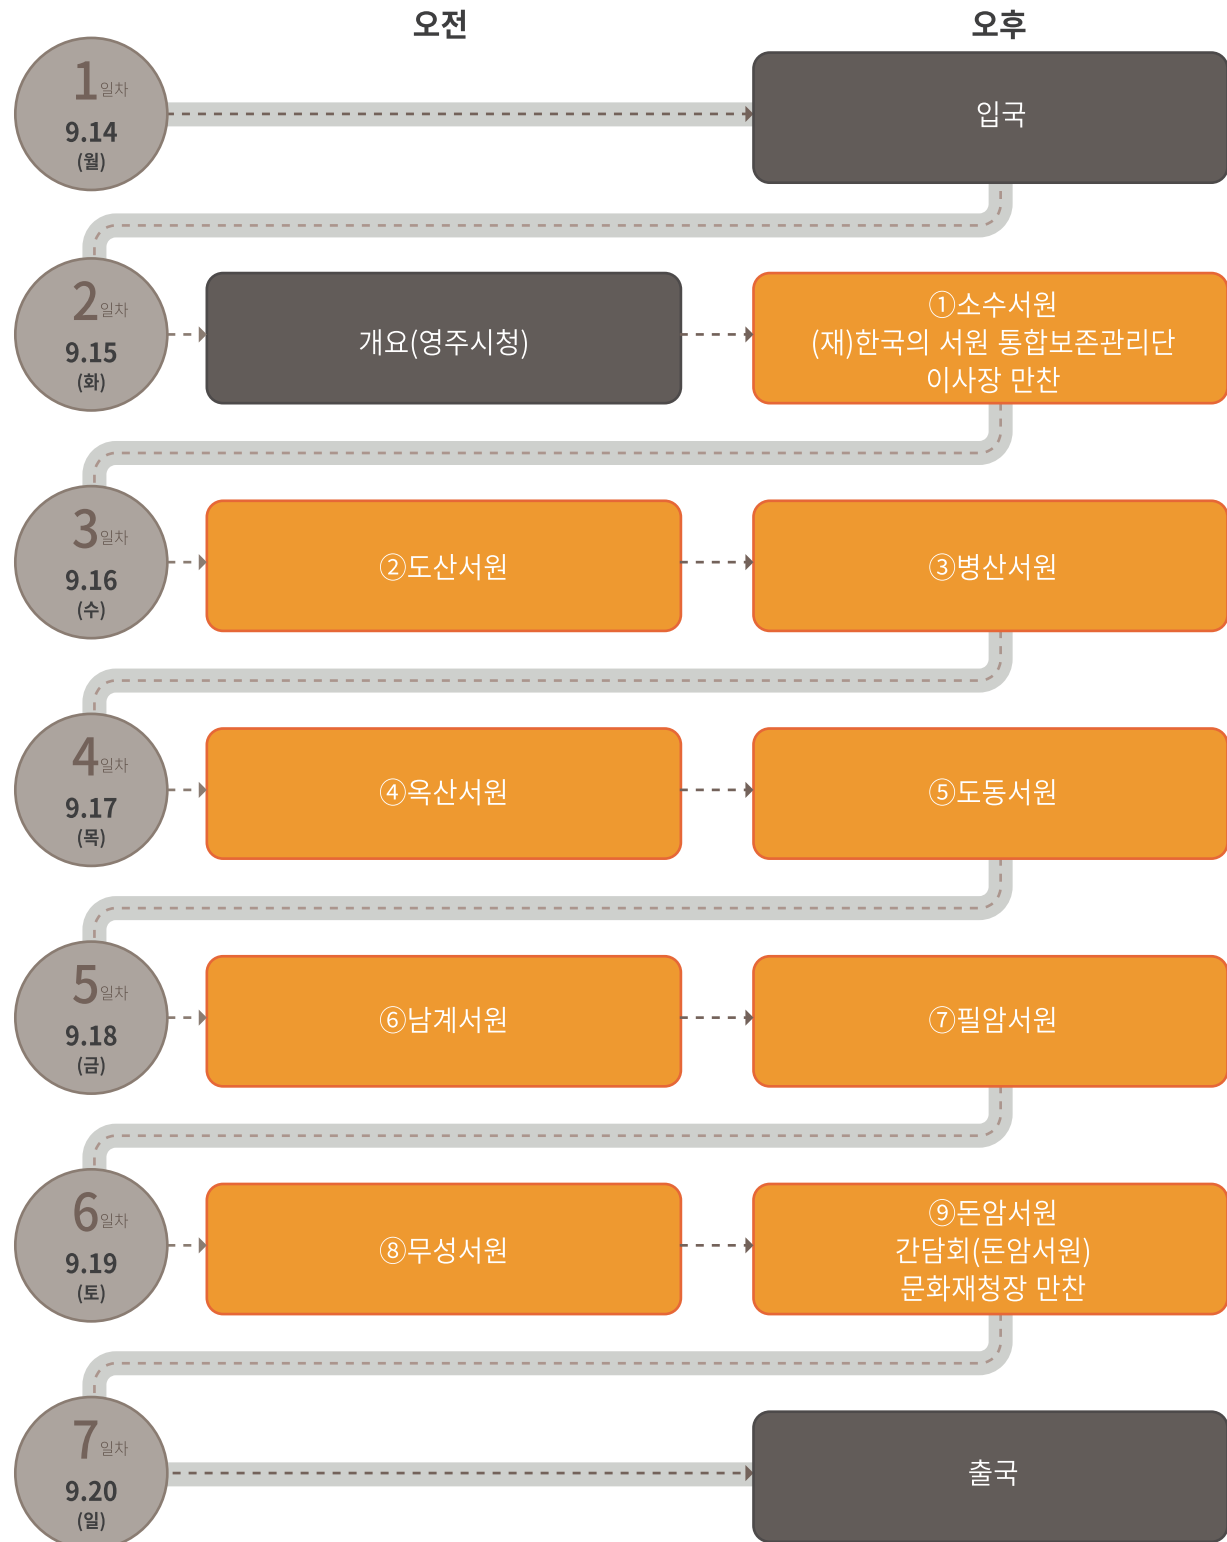 오전
오후
1일차
9.14
(월)
입국
2일차
9.15
(화)
개요(영주시청)
①소수서원
(재)한국의 서원 통합보존관리단
이사장 만찬
3일차
9.16
(수)
②도산서원
③병산서원
4일차
9.17
(목)
④옥산서원
⑤도동서원
5일차
9.18
(금)
⑥남계서원
⑦필암서원
6일차
9.19
(토)
⑧무성서원
⑨돈암서원
간담회(돈암서원)
문화재청장 만찬
7일차
9.20
(일)
출국